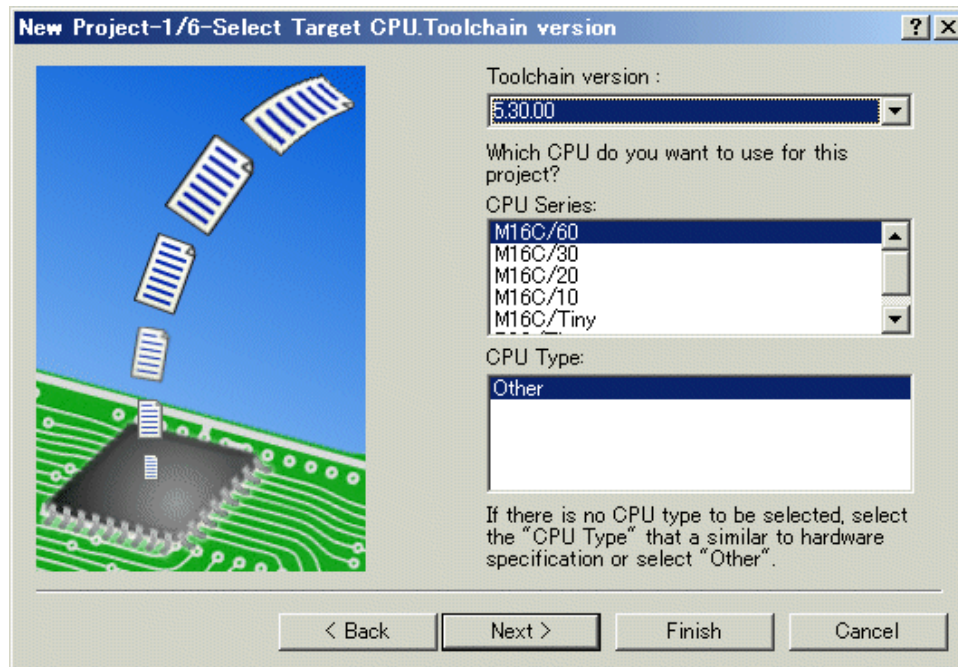 New Project-1/6-Select Target CPU.Toolchain version
Toolchain version :
5.30.00
Which CPU do you want to use for this
project?
CPU Series:
M16C/60
M16C/30
M16C/20
M16C/10
M16C/Tiny
CPU Type:
Other
If there is no CPU type to be selected, select
the "CPU Type" that a similar to hardware
specification or select "Other".
< Back
Next >
Finish
Cancel